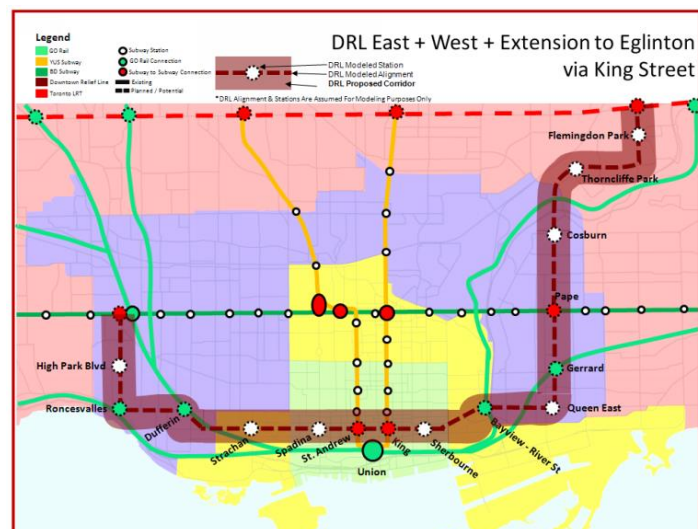 DRL East + West + Extension to Eglinton
via King Street
Legend
GO Rail
YUS Subway
BD Subway
Downtown Relief Line
Toronto LRT
Subway Station
GO Rail Connection
Subway to Subway Connection
Existing
Planned / Potential
DRL Modeled Station
DRL Modeled Alignment
DRL Proposed Corridor
*DRL Alignment & Stations Are Assumed For Modeling Purposes Only
Flemingdon Park
Thorncliffe Park
Cosburn
Pape
High Park Blvd
Gerrard
Roncesvalles
Dufferin
Strachan
Spadina
St. Andrew
King
Sherbourne
Bayview - River St
Queen East
Union